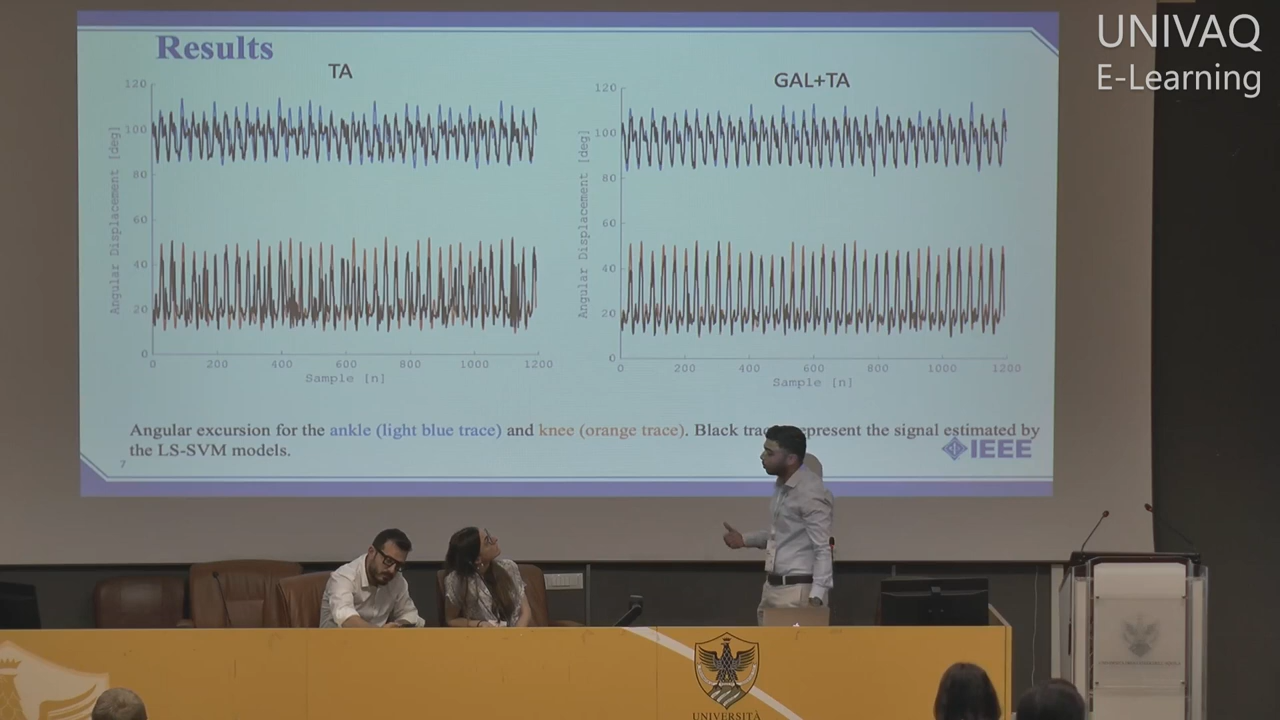 UNIVAQ
E-Learning
Results
TA
GAL+TA
120
100
80
60
40
20
0
Angular Displacement [deg]
0 200 400 600 800 1000 1200
Sample [n]
120
100
80
60
40
20
0
Angular Displacement [deg]
0 200 400 600 800 1000 1200
Sample [n]
Angular excursion for the ankle (light blue trace) and knee (orange trace). Black represent the signal estimated by
the LS-SVM models.
7
IEEE
UNIVERSITÀ